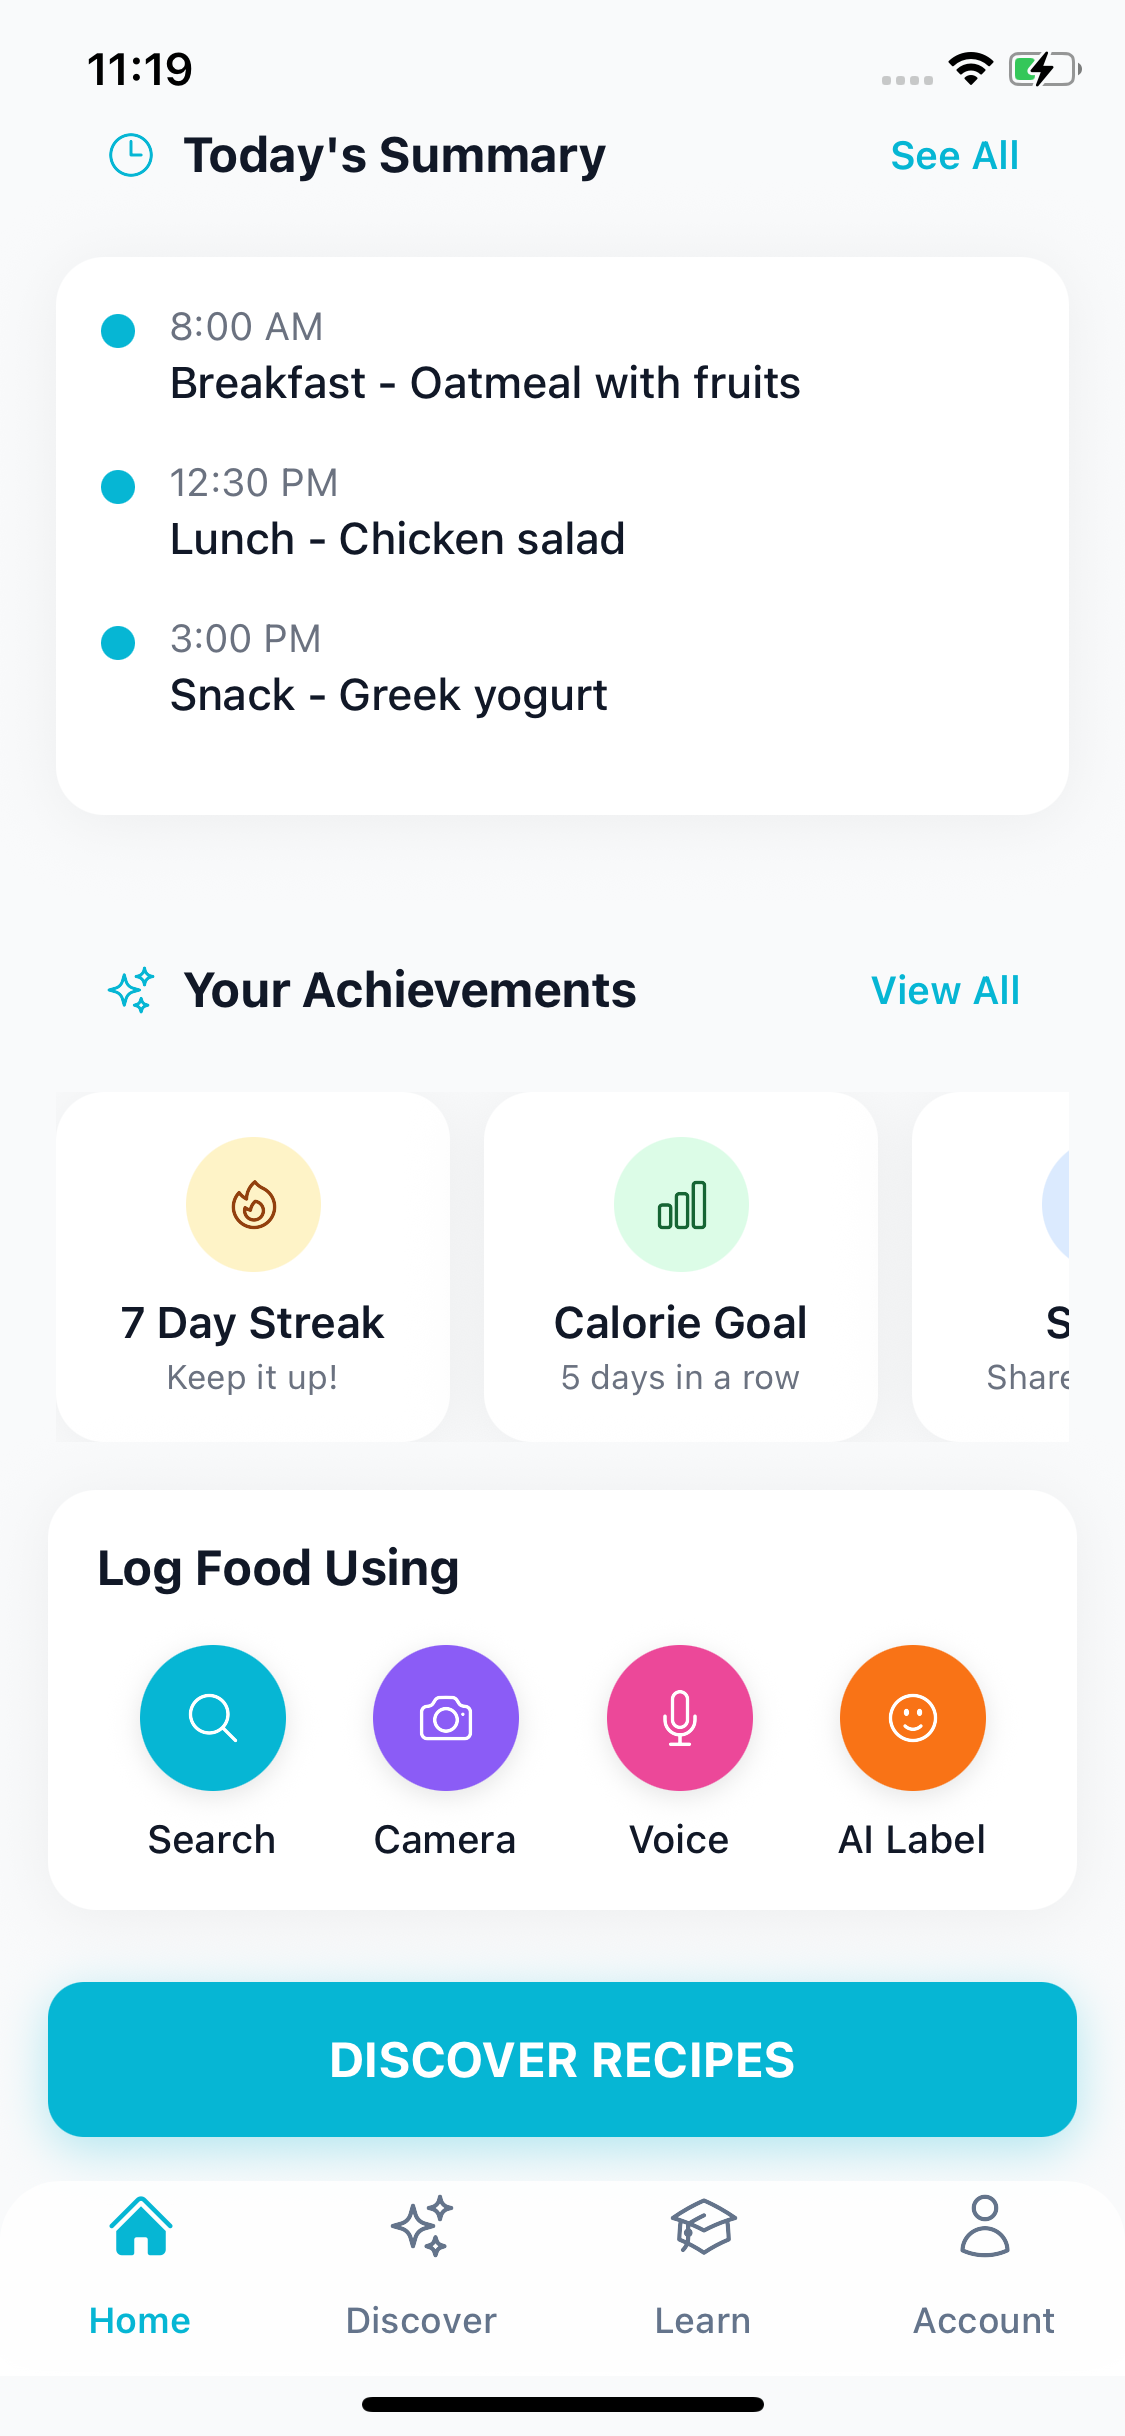 11:19
Today's Summary
See All
8:00 AM
Breakfast - Oatmeal with fruits
12:30 PM
Lunch - Chicken salad
3:00 PM
Snack - Greek yogurt
Your Achievements
View All
7 Day Streak
Keep it up!
Calorie Goal
5 days in a row
S
Share
Log Food Using
Search
Camera
Voice
AI Label
DISCOVER RECIPES
Home
Discover
Learn
Account